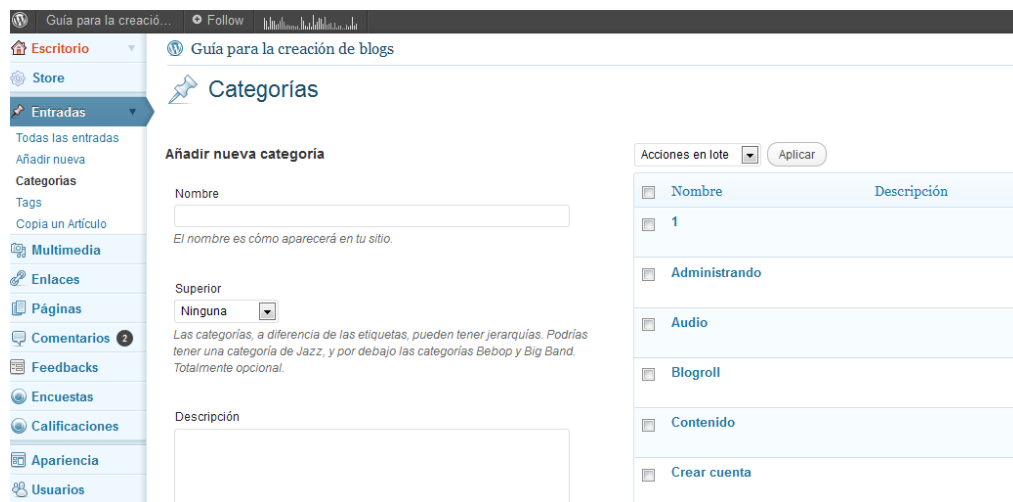 Guía para la creació... Follow
Escritorio
Store
Entradas
Todas las entradas
Añadir nueva
Categorías
Tags
Copia un Artículo
Multimedia
Enlaces
Páginas
Comentarios 2
Feedbacks
Encuestas
Calificaciones
Apariencia
Usuarios
Guía para la creación de blogs
Categorías
Añadir nueva categoría
Nombre
El nombre es cómo aparecerá en tu sitio.
Superior
Ninguna
Las categorías, a diferencia de las etiquetas, pueden tener jerarquías. Podrías
tener una categoría de Jazz, y por debajo las categorías Bebop y Big Band.
Totalmente opcional.
Descripción
Acciones en lote Aplicar
Nombre Descripción
1
Administrando
Audio
Blogroll
Contenido
Crear cuenta